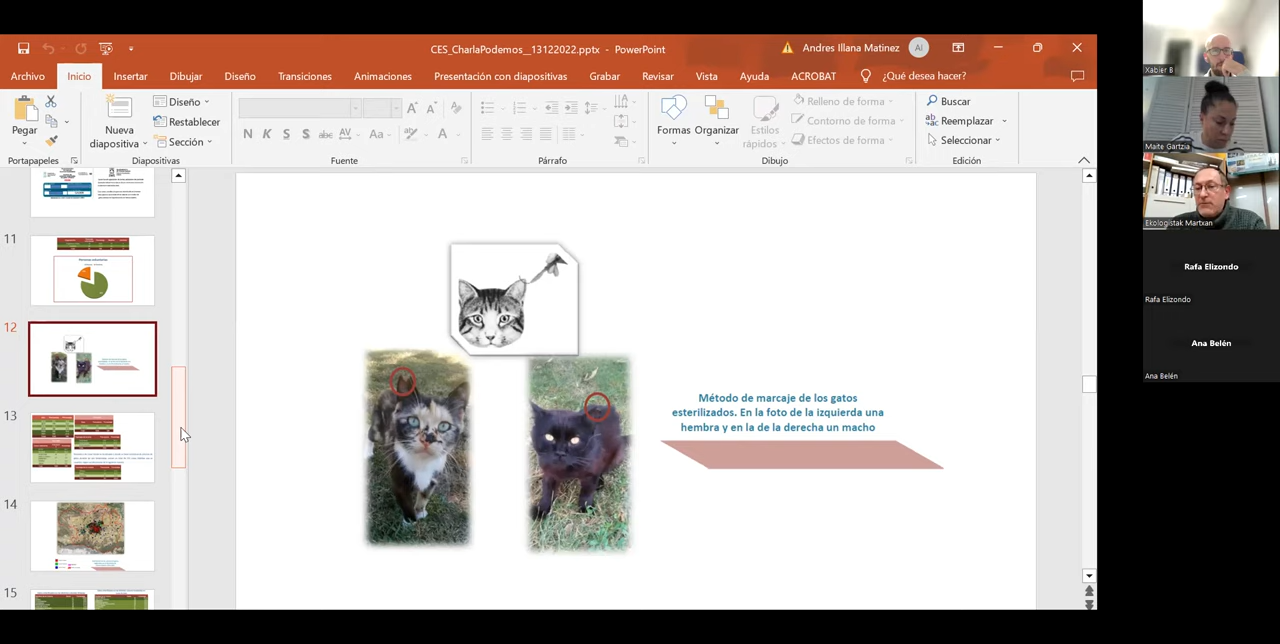 CES_CharlaPodemos__13122022.pptx - PowerPoint
Andres Illana Matinez
AI
Archivo
Inicio
Insertar
Dibujar
Diseño
Transiciones
Animaciones
Presentación con diapositivas
Grabar
Revisar
Vista
Ayuda
ACROBAT
¿Qué desea hacer?
Pegar
Nueva
diapositiva
Diseño
Restablecer
Sección
N K S S abc AV Aa A
Formas
Organizar
Estilos
rápidos
Relleno de forma
Contorno de forma
Efectos de forma
Buscar
Reemplazar
Seleccionar
Portapapeles
Diapositivas
Fuente
Párrafo
Dibujo
Edición
11
12
13
14
15
Método de marcaje de los gatos
esterilizados. En la foto de la izquierda una
hembra y en la de la derecha un macho
Xabier B
Maite Gartzia
Ekologistak Martxan
Rafa Elizondo
Rafa Elizondo
Ana Belén
Ana Belén